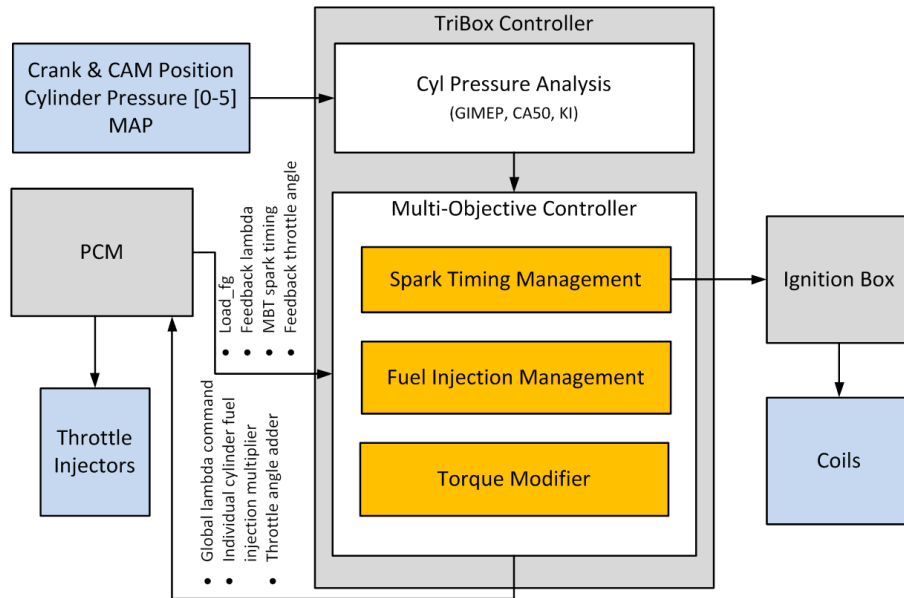 TriBox Controller
Crank & CAM Position
Cylinder Pressure [0-5]
MAP
Cyl Pressure Analysis
(GIMEP, CA50, KI)
PCM
• Load_fg
• Feedback lambda
• MBT spark timing
• Feedback throttle angle
Multi-Objective Controller
Spark Timing Management
Fuel Injection Management
Torque Modifier
Ignition Box
Throttle
Injectors
• Global lambda command
• Individual cylinder fuel
injection multiplier
• Throttle angle adder
Coils